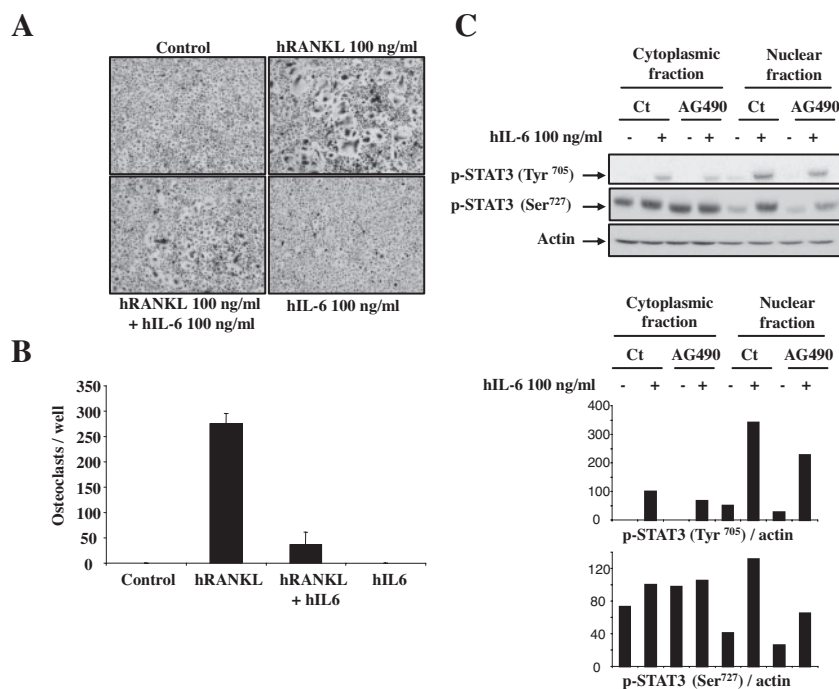 A
Control
hRANKL 100 ng/ml
hRANKL 100 ng/ml
+ hIL-6 100 ng/ml
hIL-6 100 ng/ml
B
Osteoclasts / well
350
300
250
200
150
100
50
0
Control
hRANKL
hRANKL
+ hIL6
hIL6
C
Cytoplasmic
fraction
Nuclear
fraction
Ct AG490 Ct AG490
hIL-6 100 ng/ml - + - + - + - +
p-STAT3 (Tyr 705)
p-STAT3 (Ser727)
Actin
Cytoplasmic
fraction
Nuclear
fraction
Ct AG490 Ct AG490
hIL-6 100 ng/ml - + - + - + - +
400
300
200
100
0
p-STAT3 (Tyr 705) / actin
120
80
40
0
p-STAT3 (Ser727) / actin